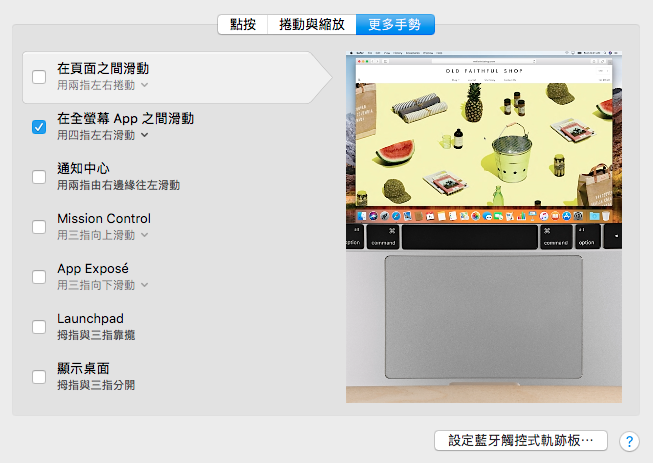 點按
捲動與縮放
更多手勢
在頁面之間滑動
用兩指左右捲動
在全螢幕 App 之間滑動
用四指左右滑動
通知中心
用兩指由右邊緣往左滑動
Mission Control
用三指向上滑動
App Exposé
用三指向下滑動
Launchpad
拇指與三指靠攏
顯示桌面
拇指與三指分開
OLD FAITHFUL SHOP
alt
option
⌘
command
⌘
command
alt
option
設定藍牙觸控式軌跡板⋯
?